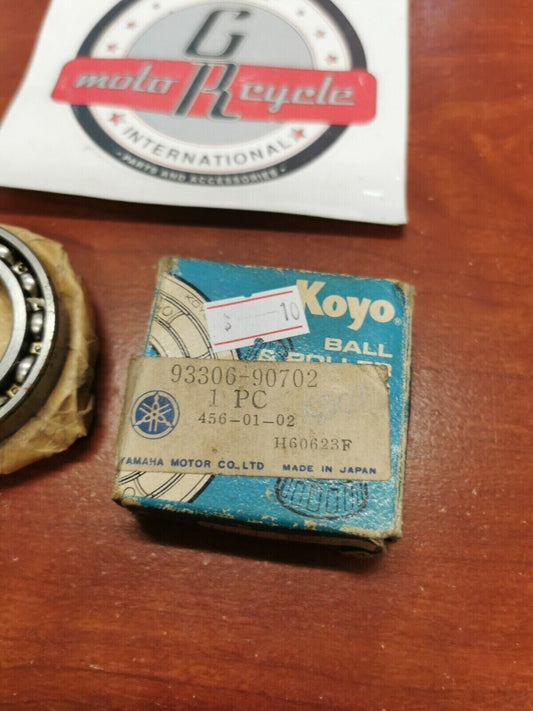 G
moto R cycle
INTERNATIONAL
PARTS AND ACCESSORIES
Koyo
BALL
& ROLLER
$ 10
93306-90702
1 PC
456-01-02
H60623F
YAMAHA MOTOR CO., LTD MADE IN JAPAN